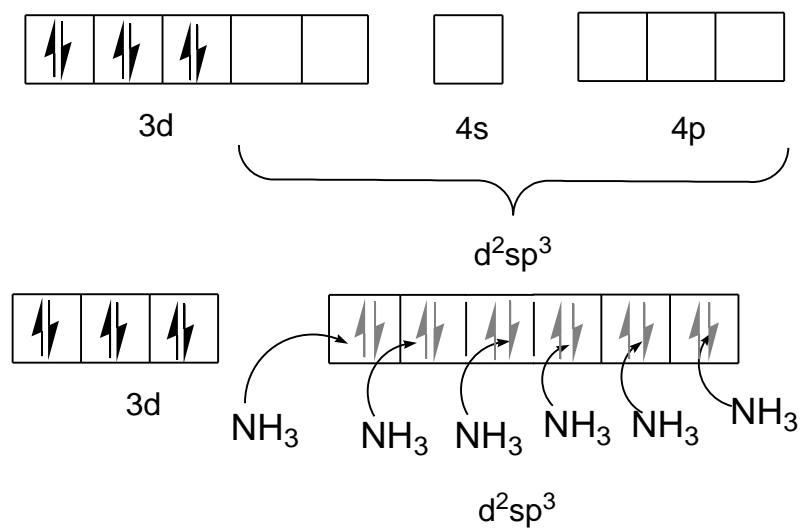 3d 4s 4p
d²sp³
3d
NH₃ NH₃ NH₃ NH₃ NH₃ NH₃
d²sp³